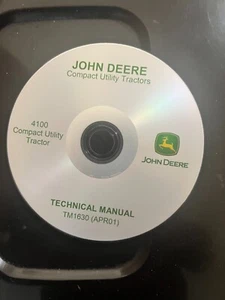 JOHN DEERE
Compact Utility Tractors
4100
Compact Utility
Tractor
JOHN DEERE
TECHNICAL MANUAL
TM1630 (APR01)